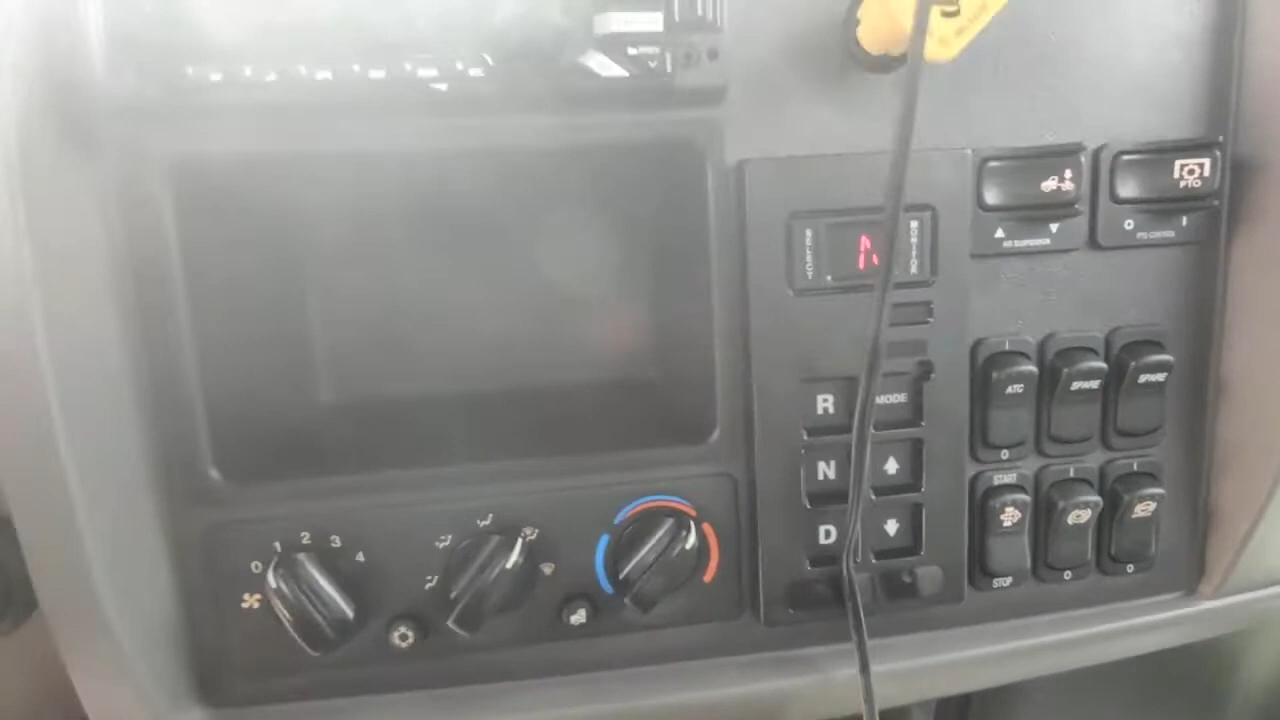 SELECT
MONITOR
AIR SUSPENSION
PTO
O I
PTO CONTROL
R
MODE
N
D
I
ATC
O
SPARE
SPARE
START
STOP
I
O
I
O
0 1 2 3 4